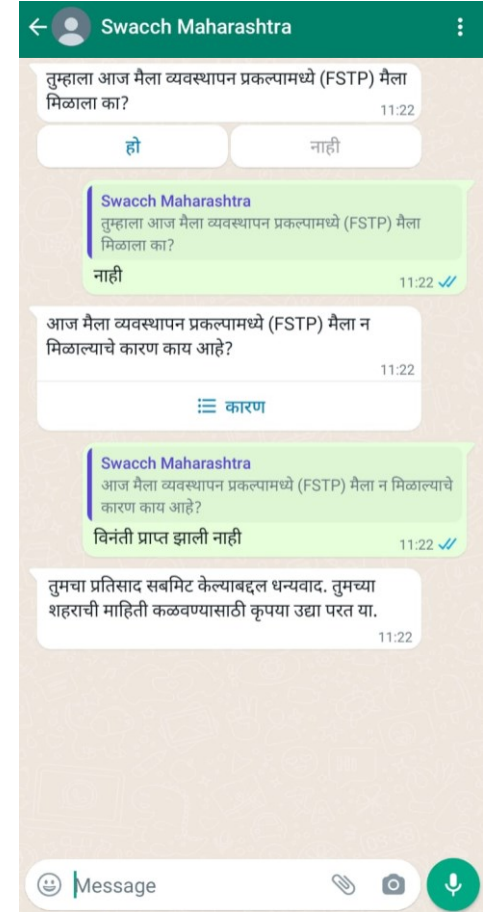 Swacch Maharashtra
तुम्हाला आज मैला व्यवस्थापन प्रकल्पामध्ये (FSTP) मैला
मिळाला का?
11:22
हो
नाही
Swacch Maharashtra
तुम्हाला आज मैला व्यवस्थापन प्रकल्पामध्ये (FSTP) मैला
मिळाला का?
नाही
11:22
आज मैला व्यवस्थापन प्रकल्पामध्ये (FSTP) मैला न
मिळाल्याचे कारण काय आहे?
11:22
कारण
Swacch Maharashtra
आज मैला व्यवस्थापन प्रकल्पामध्ये (FSTP) मैला न मिळाल्याचे
कारण काय आहे?
विनंती प्राप्त झाली नाही
11:22
तुमचा प्रतिसाद सबमिट केल्याबद्दल धन्यवाद. तुमच्या
शहराची माहिती कळवण्यासाठी कृपया उद्या परत या.
11:22
Message